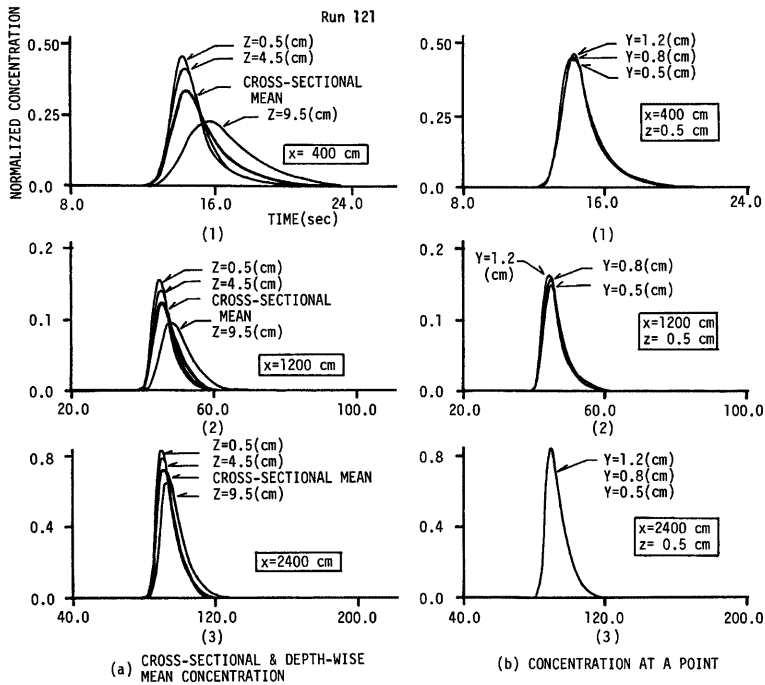 Run 121
NORMALIZED CONCENTRATION
0.50
0.25
0.0
8.0
16.0
24.0
TIME(sec)
(1)
Z=0.5(cm)
Z=4.5(cm)
CROSS-SECTIONAL
MEAN
Z=9.5(cm)
x= 400 cm
0.50
0.25
0.0
8.0
16.0
24.0
(1)
Y=1.2(cm)
Y=0.8(cm)
Y=0.5(cm)
x=400 cm
z=0.5 cm
0.2
0.1
0.0
20.0
60.0
100.0
(2)
Z=0.5(cm)
Z=4.5(cm)
CROSS-SECTIONAL
MEAN
Z=9.5(cm)
x=1200 cm
0.2
0.1
0.0
20.0
60.0
100.0
(2)
Y=1.2
(cm)
Y=0.8(cm)
Y=0.5(cm)
x=1200 cm
z= 0.5 cm
0.8
0.4
0.0
40.0
120.0
200.0
(3)
Z=0.5(cm)
Z=4.5(cm)
CROSS-SECTIONAL MEAN
Z=9.5(cm)
x=2400 cm
0.8
0.4
0.0
40.0
120.0
200.0
(3)
Y=1.2(cm)
Y=0.8(cm)
Y=0.5(cm)
x=2400 cm
z= 0.5 cm
(a) CROSS-SECTIONAL & DEPTH-WISE
MEAN CONCENTRATION
(b) CONCENTRATION AT A POINT